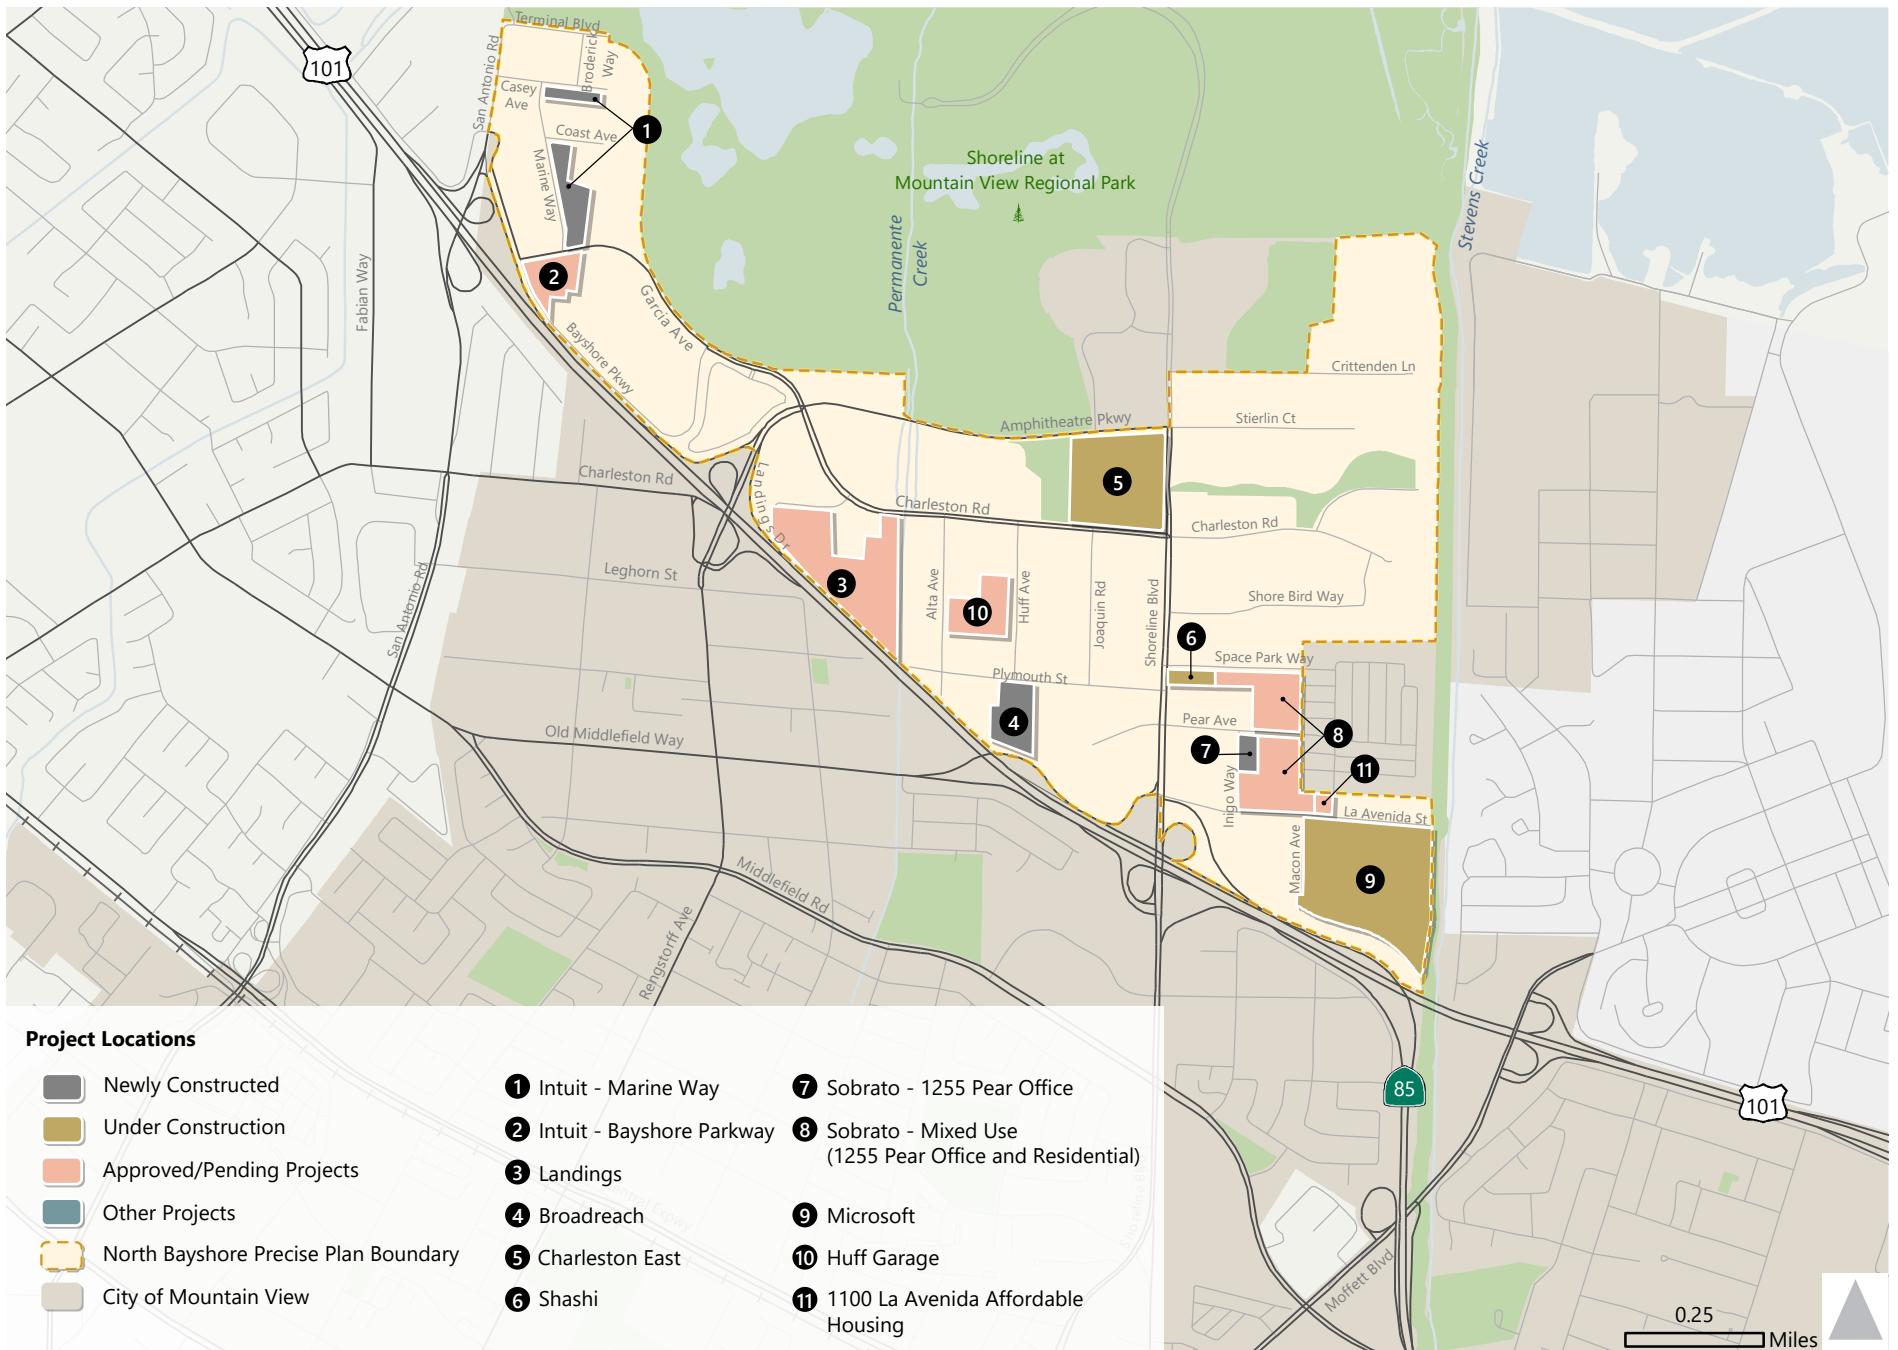 Terminal Blvd
Broderick
Way
San Antonio Rd
101
Casey
Ave
1
Coast Ave
Marine Way
Shoreline at
Mountain View Regional Park
Stevens Creek
Permanente
Creek
2
Fabian Way
Garcia Ave
Bayshore Pkwy
Crittenden Ln
Amphitheatre Pkwy
Stierlin Ct
Charleston Rd
Landings Dr
5
Charleston Rd
Charleston Rd
Leghorn St
San Antonio Rd
3
Alta Ave
10
Huff Ave
Joaquin Rd
Shoreline Blvd
Shore Bird Way
6
Space Park Way
Plymouth St
4
Pear Ave
7
8
11
Old Middlefield Way
Inigo Way
La Avenida St
Macon Ave
9
Middlefield Rd
Rengstorff Ave
85
101
Moffett Blvd
Project Locations
Newly Constructed
Under Construction
Approved/Pending Projects
Other Projects
North Bayshore Precise Plan Boundary
City of Mountain View
1 Intuit - Marine Way
2 Intuit - Bayshore Parkway
3 Landings
4 Broadreach
5 Charleston East
6 Shashi
7 Sobrato - 1255 Pear Office
8 Sobrato - Mixed Use
(1255 Pear Office and Residential)
9 Microsoft
10 Huff Garage
11 1100 La Avenida Affordable
Housing
0.25
Miles